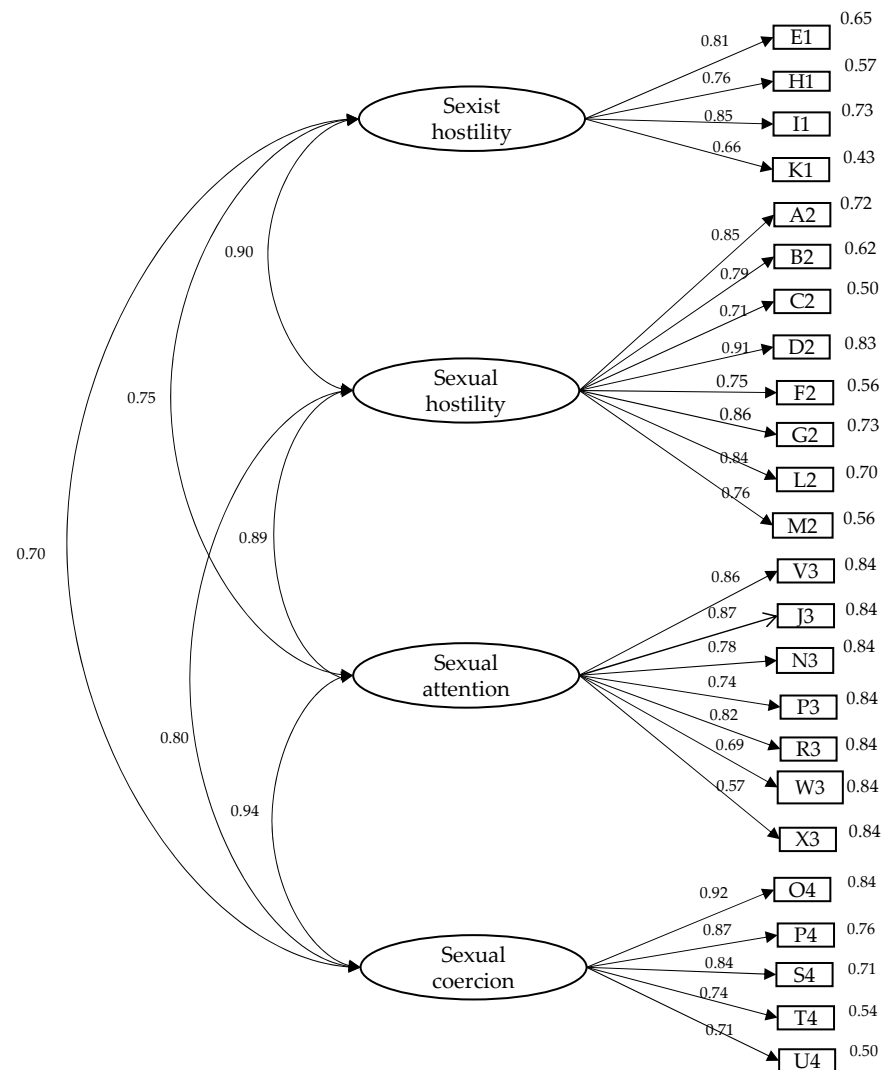 0.65
0.81
E1
0.57
0.76
H1
Sexist
hostility
0.85
I1
0.73
0.66
K1
0.43
0.90
0.72
A2
0.85
0.62
B2
0.79
0.50
C2
0.71
0.83
D2
0.91
0.75
Sexual
hostility
0.75
F2
0.56
0.86
G2
0.73
0.84
L2
0.70
0.76
M2
0.56
0.70
0.89
0.86
V3
0.84
0.87
J3
0.84
0.78
N3
0.84
Sexual
attention
0.74
P3
0.84
0.82
R3
0.84
0.80
0.69
W3
0.84
0.57
X3
0.84
0.94
0.92
O4
0.84
0.87
P4
0.76
Sexual
coercion
0.84
S4
0.71
0.74
T4
0.54
0.71
U4
0.50